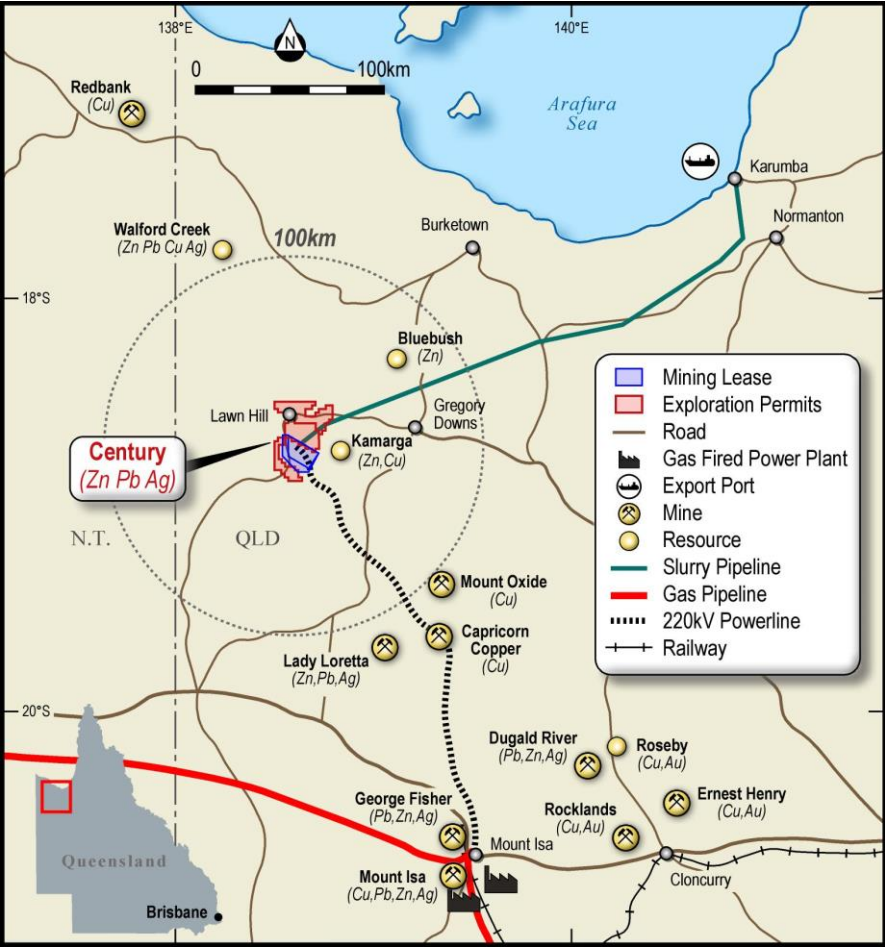 138°E
140°E
N
0
100km
Redbank
(Cu)
Arafura
Sea
Karumba
Walford Creek
(Zn Pb Cu Ag)
100km
Burketown
Normanton
18°S
Bluebush
(Zn)
Lawn Hill
Gregory
Downs
Century
(Zn Pb Ag)
Kamarga
(Zn,Cu)
N.T.
QLD
Mining Lease
Exploration Permits
Road
Gas Fired Power Plant
Export Port
Mine
Resource
Slurry Pipeline
Gas Pipeline
220kV Powerline
Railway
Mount Oxide
(Cu)
Capricorn
Copper
(Cu)
Lady Loretta
(Zn,Pb,Ag)
20°S
Dugald River
(Pb,Zn,Ag)
Roseby
(Cu,Au)
George Fisher
(Pb,Zn,Ag)
Rocklands
(Cu,Au)
Ernest Henry
(Cu,Au)
Mount Isa
Mount Isa
(Cu,Pb,Zn,Ag)
Cloncurry
Queensland
Brisbane